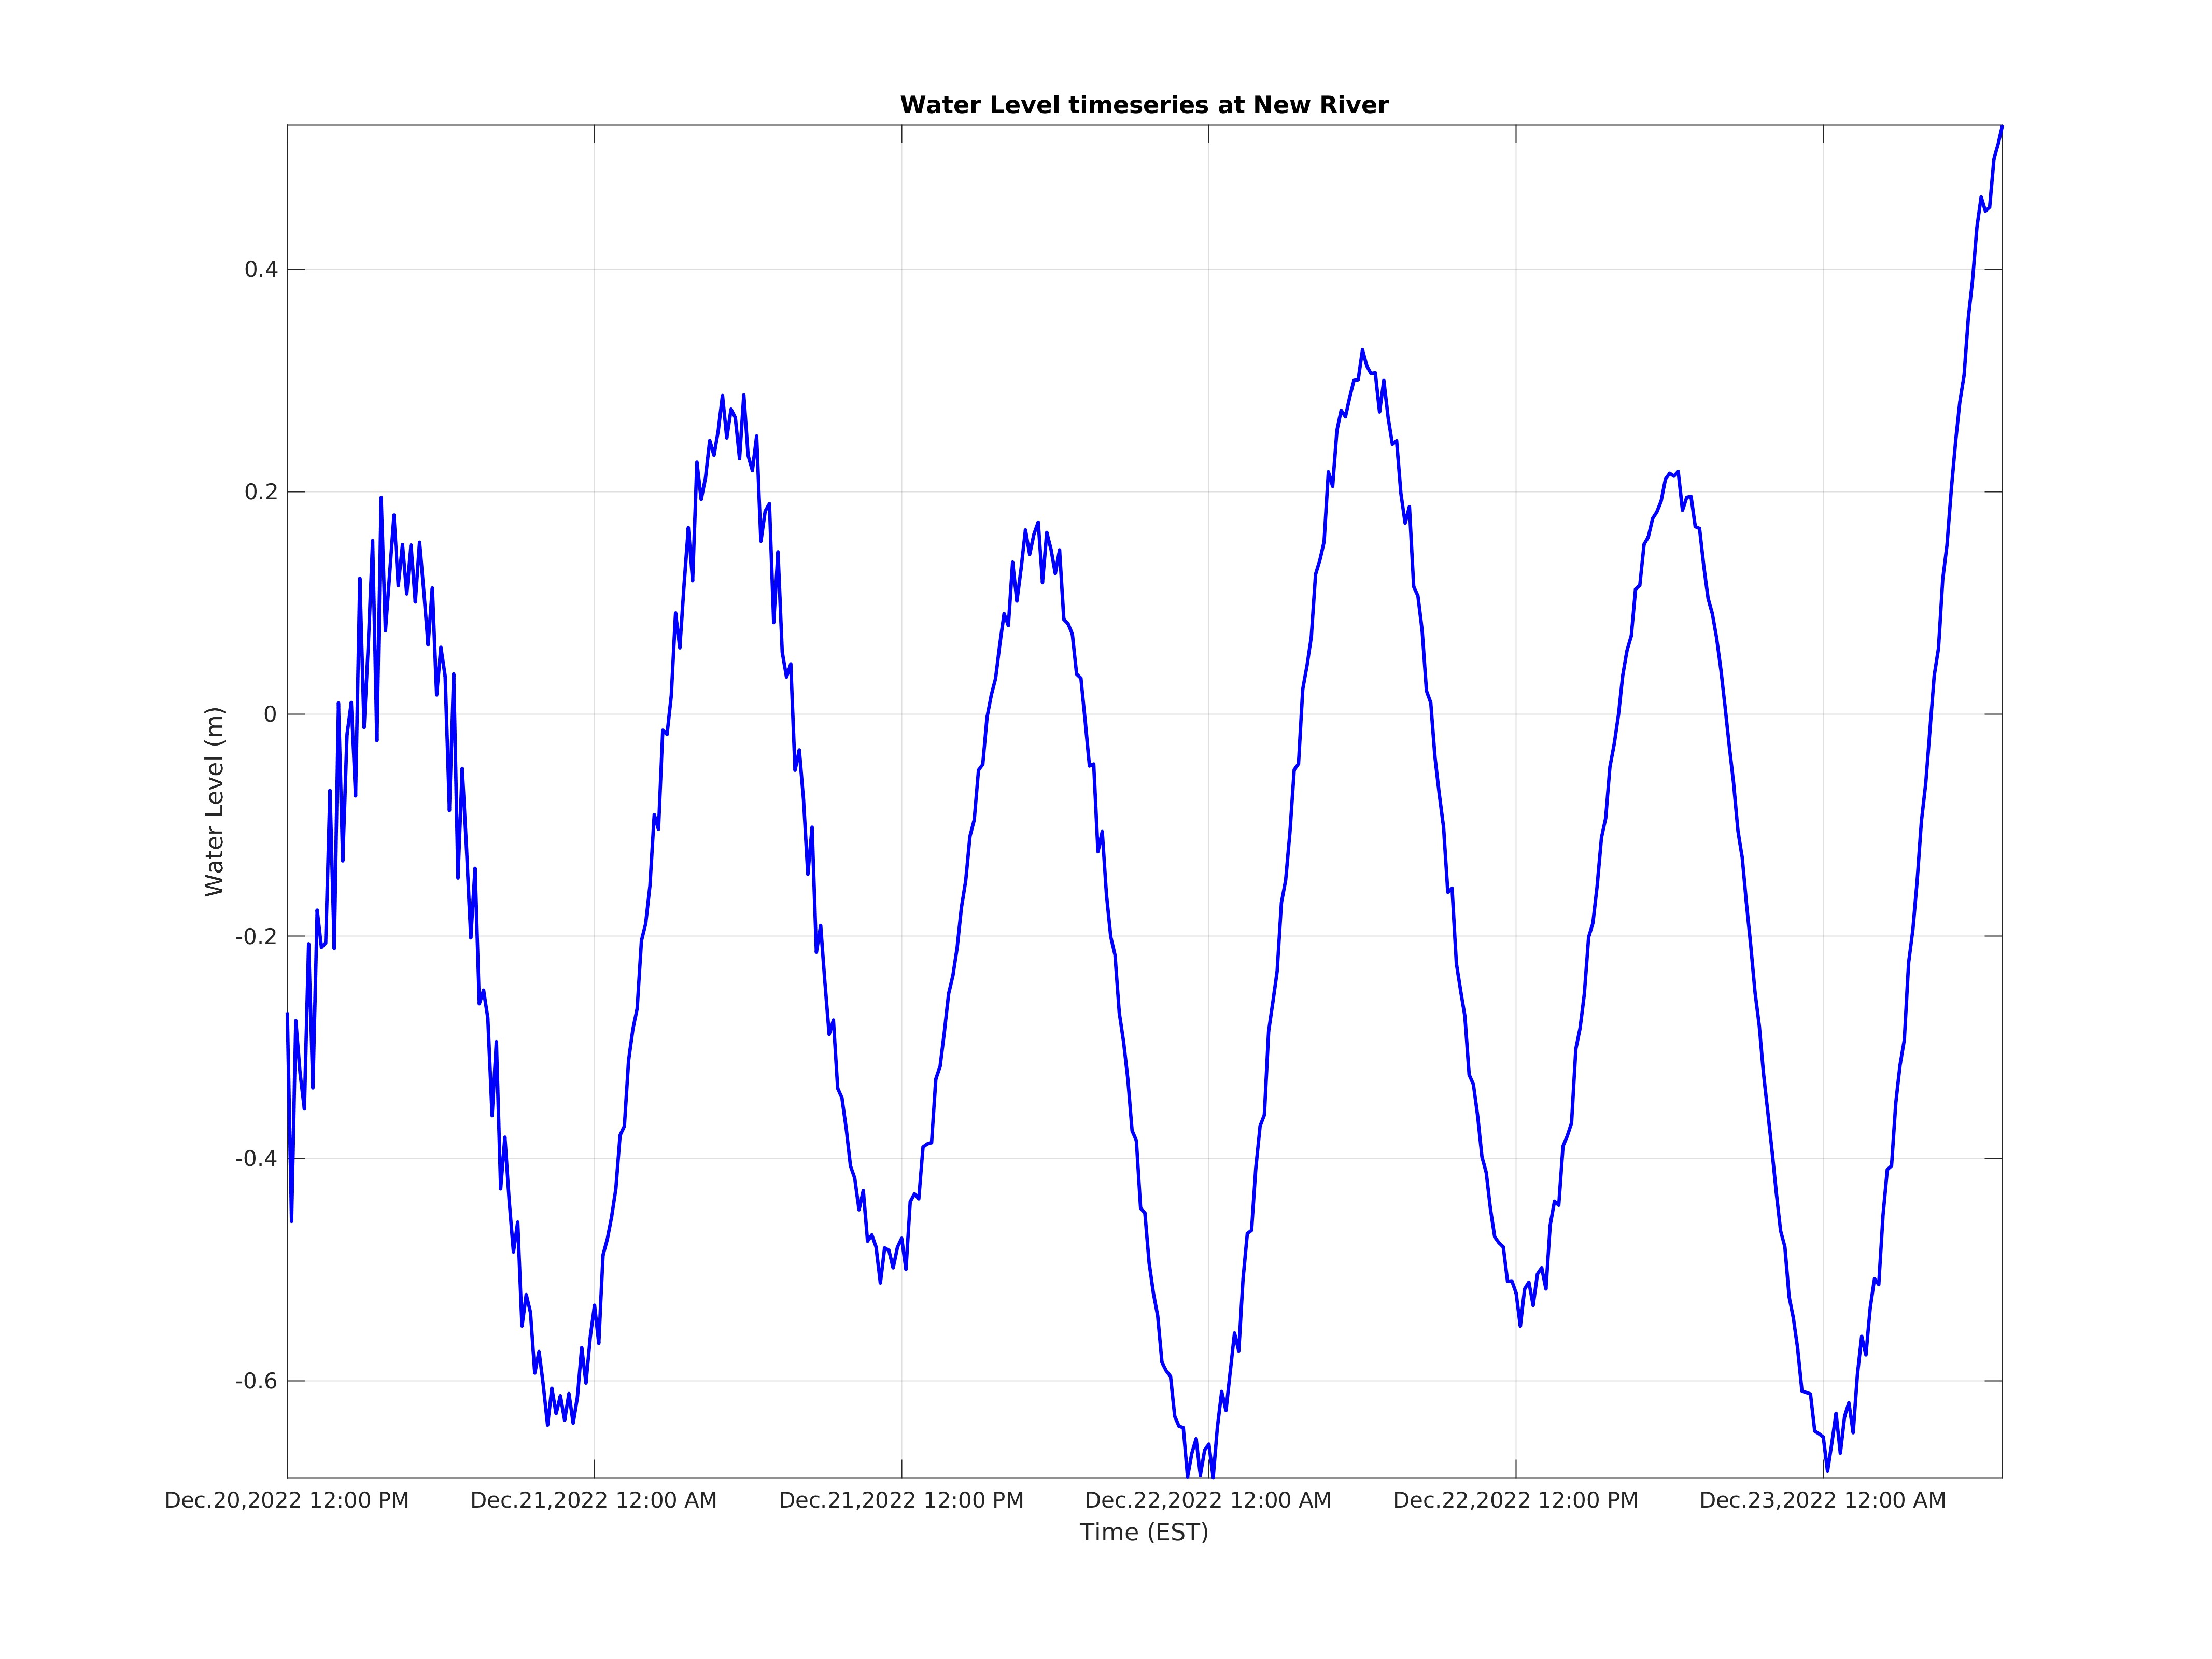 Water Level timeseries at New River
0.4
0.2
0
-0.2
-0.4
-0.6
Water Level (m)
Dec.20,2022 12:00 PM
Dec.21,2022 12:00 AM
Dec.21,2022 12:00 PM
Dec.22,2022 12:00 AM
Dec.22,2022 12:00 PM
Dec.23,2022 12:00 AM
Time (EST)